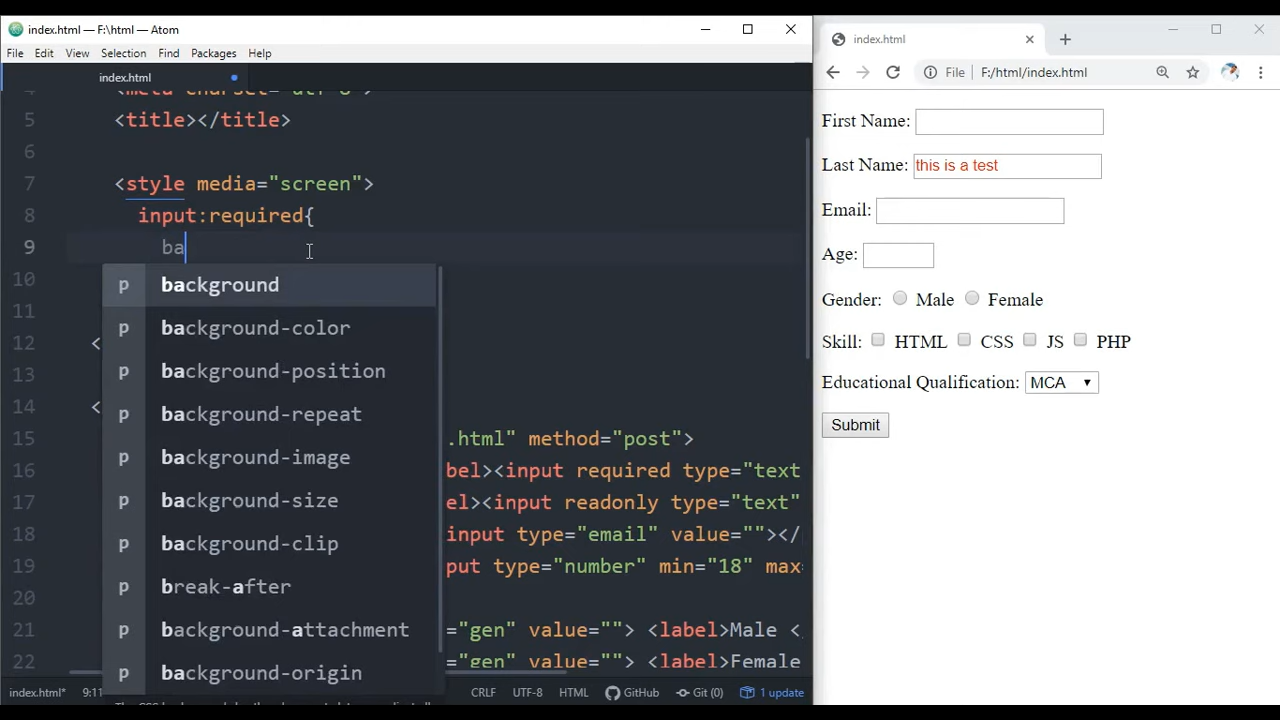 index.html — F:\html — Atom
File Edit View Selection Find Packages Help
index.html
5 <title></title>
6
7 <style media="screen">
8 input:required{
9 ba
10 p background
11 p background-color
12 < p background-position
13
14 < p background-repeat
15 .html" method="post">
16 p background-image bel><input required type="text
17 p background-size el><input readonly type="text"
18 p background-clip input type="email" value=""></
19 p break-after put type="number" min="18" max=
20
21 p background-attachment ="gen" value=""> <label>Male <
22 p background-origin ="gen" value=""> <label>Female
index.html* 9:11 CRLF UTF-8 HTML GitHub Git (0) 1 update
index.html
File F:/html/index.html
First Name:
Last Name: this is a test
Email:
Age:
Gender: Male Female
Skill: HTML CSS JS PHP
Educational Qualification: MCA
Submit